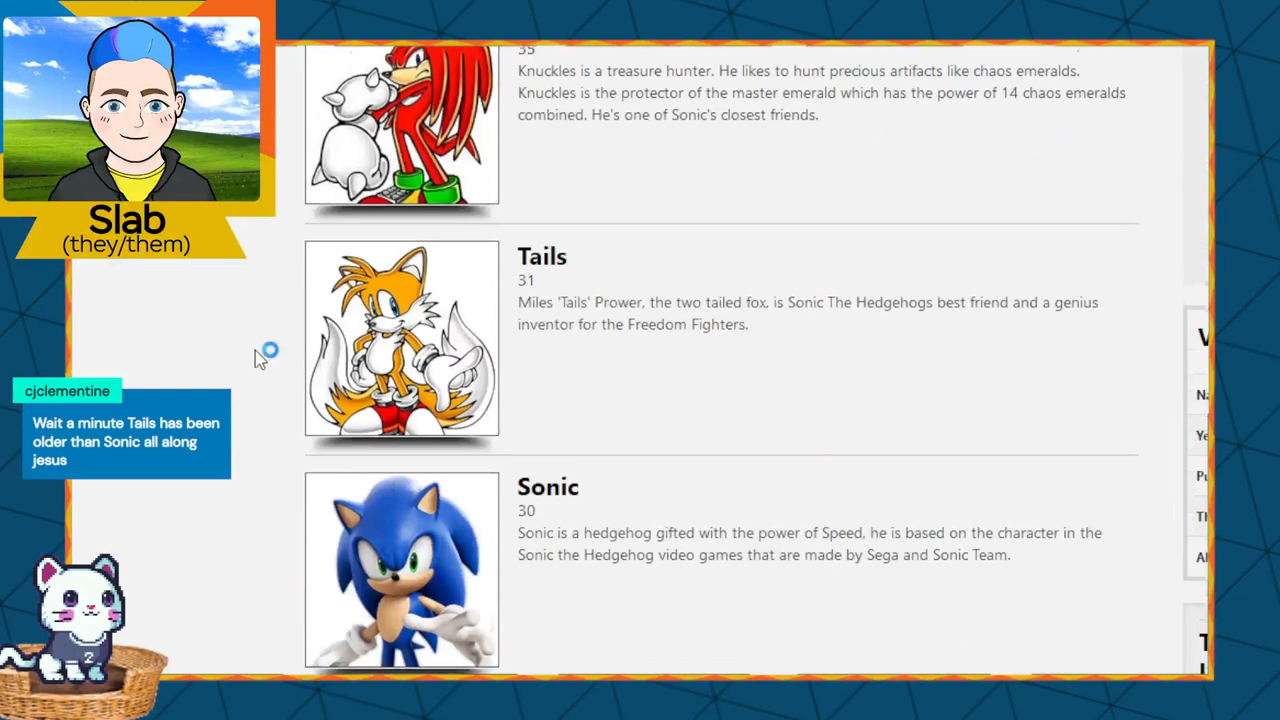 Slab
(they/them)
35
Knuckles is a treasure hunter. He likes to hunt precious artifacts like chaos emeralds.
Knuckles is the protector of the master emerald which has the power of 14 chaos emeralds
combined. He's one of Sonic's closest friends.
Tails
31
Miles 'Tails' Prower, the two tailed fox, is Sonic The Hedgehogs best friend and a genius
inventor for the Freedom Fighters.
cjclementine
Wait a minute Tails has been
older than Sonic all along
jesus
Sonic
30
Sonic is a hedgehog gifted with the power of Speed, he is based on the character in the
Sonic the Hedgehog video games that are made by Sega and Sonic Team.
2